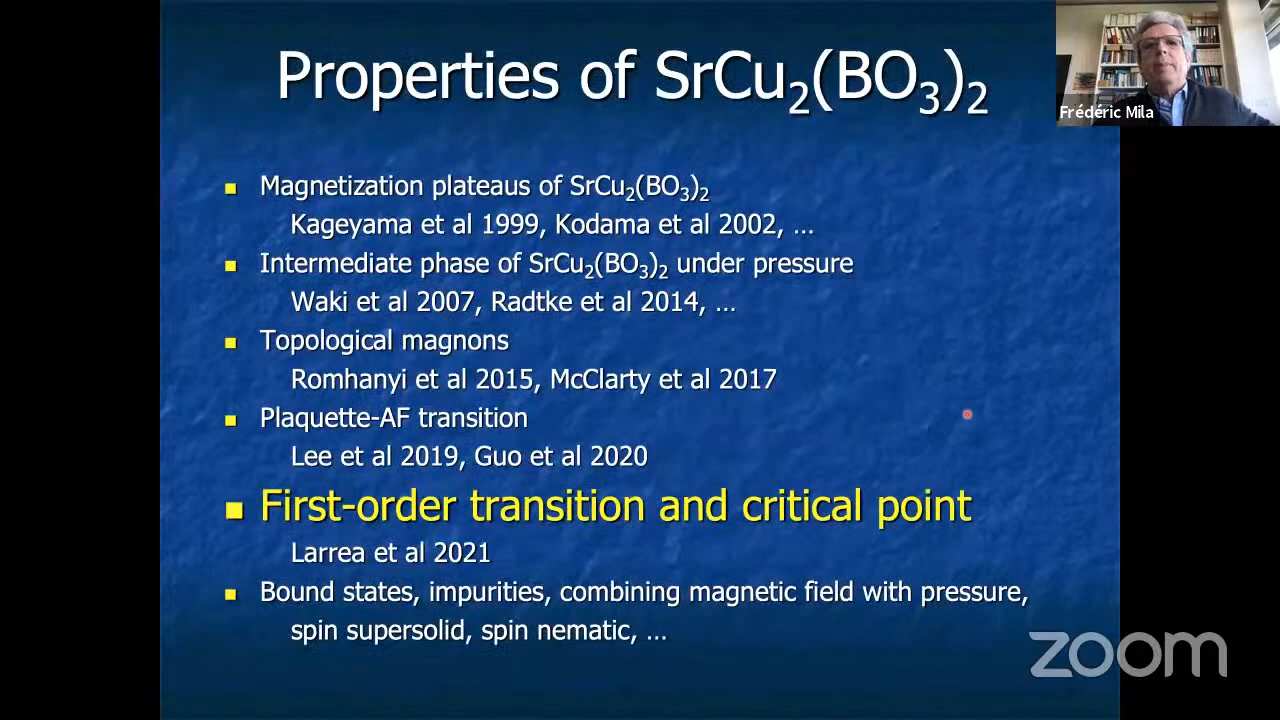 Properties of SrCu₂(BO₃)₂
Frédéric Mila
Magnetization plateaus of SrCu₂(BO₃)₂
Kageyama et al 1999, Kodama et al 2002, ...
Intermediate phase of SrCu₂(BO₃)₂ under pressure
Waki et al 2007, Radtke et al 2014, ...
Topological magnons
Romhanyi et al 2015, McClarty et al 2017
Plaquette-AF transition
Lee et al 2019, Guo et al 2020
First-order transition and critical point
Larrea et al 2021
Bound states, impurities, combining magnetic field with pressure,
spin supersolid, spin nematic, ...
zoom